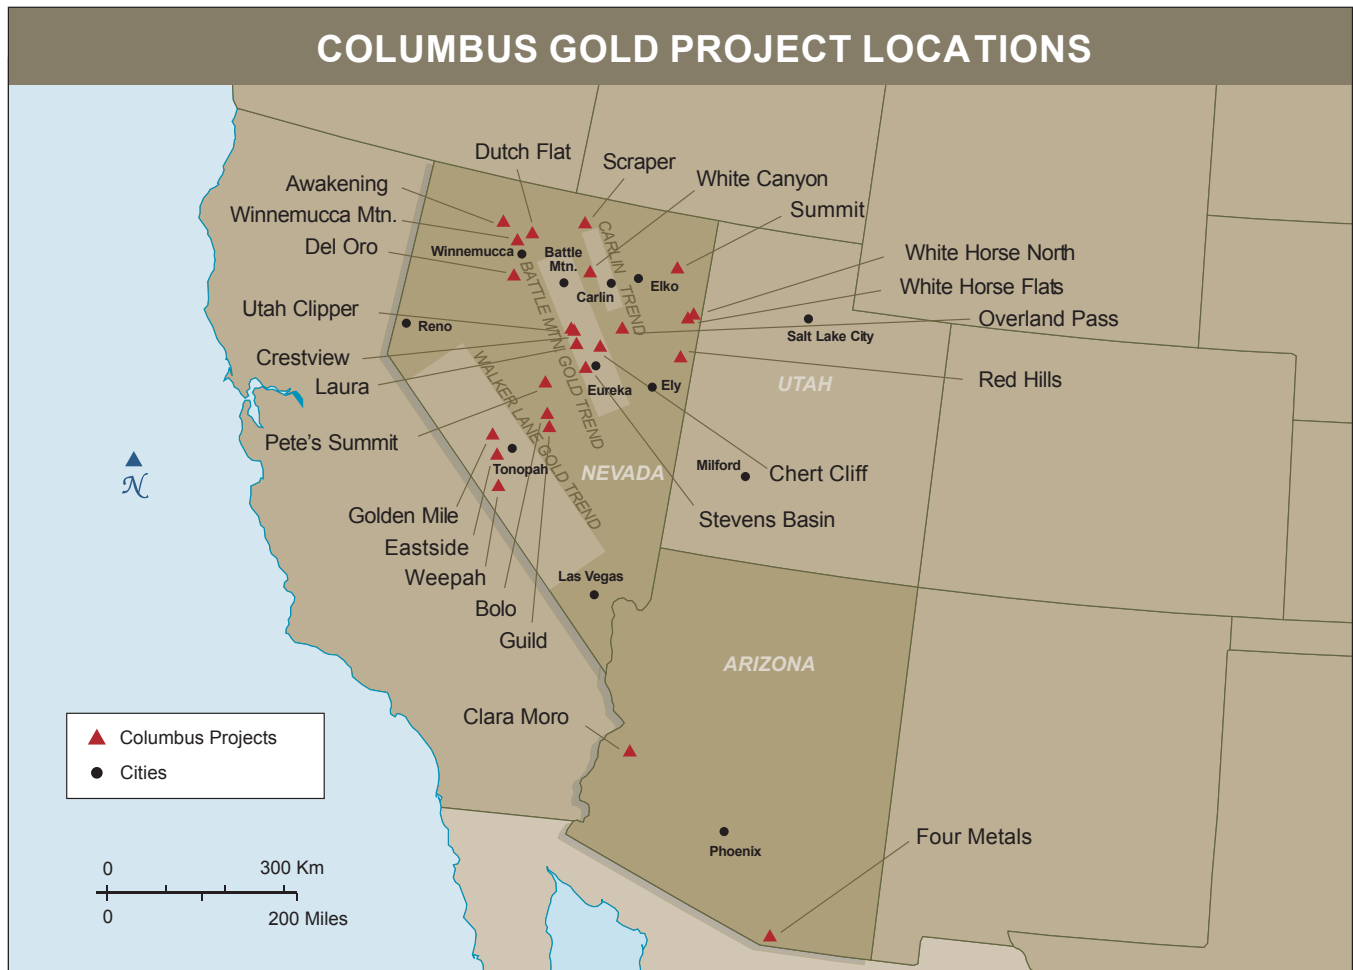 COLUMBUS GOLD PROJECT LOCATIONS
Dutch Flat
Scraper
White Canyon
Awakening
Summit
Winnemucca Mtn.
Del Oro
Winnemucca
Battle
Mtn.
CARLIN TREND
White Horse North
Elko
Carlin
White Horse Flats
Utah Clipper
Reno
BATTLE MTN. GOLD TREND
Overland Pass
Salt Lake City
Crestview
WALKER LANE GOLD TREND
Laura
Eureka
Ely
UTAH
Red Hills
Pete's Summit
Tonopah
NEVADA
Milford
Chert Cliff
N
Golden Mile
Stevens Basin
Eastside
Weepah
Las Vegas
Bolo
Guild
ARIZONA
Clara Moro
Columbus Projects
Cities
Phoenix
Four Metals
0 300 Km
0 200 Miles